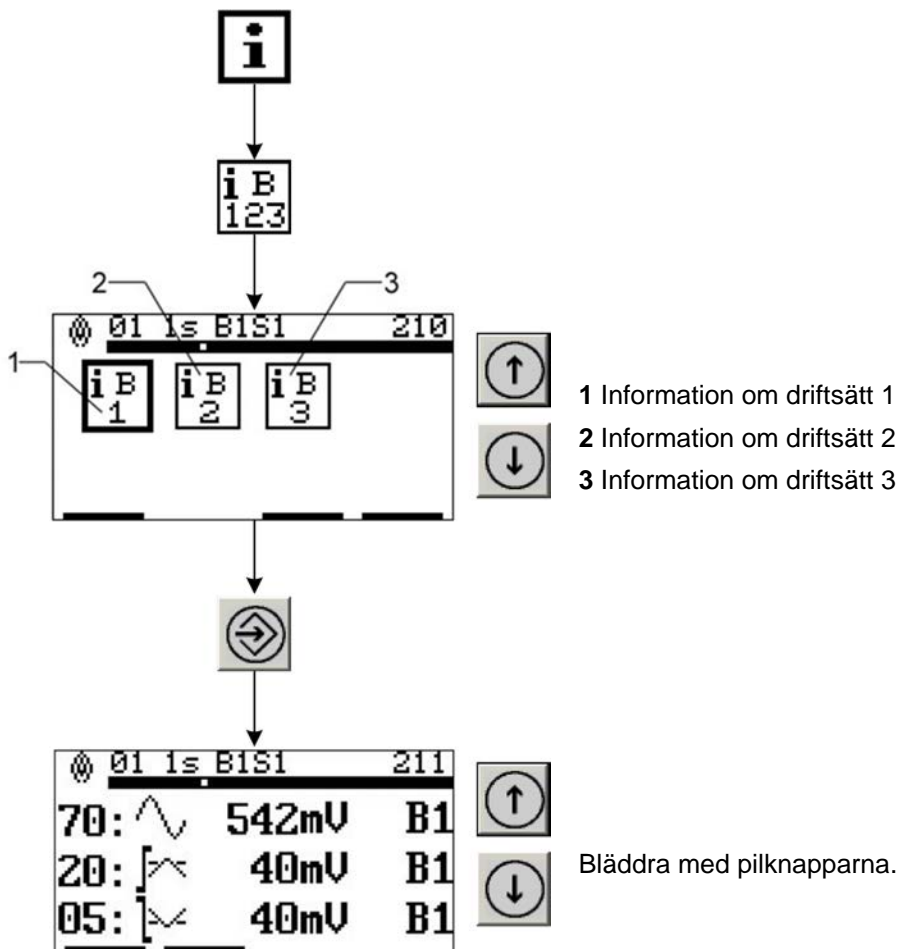 i
i B
123
2
3
01 1s B1S1 210
1
i B
1
i B
2
i B
3
1 Information om driftsätt 1
2 Information om driftsätt 2
3 Information om driftsätt 3
01 1s B1S1 211
70: 542mV B1
20: 40mV B1
05: 40mV B1
Bläddra med pilknapparna.